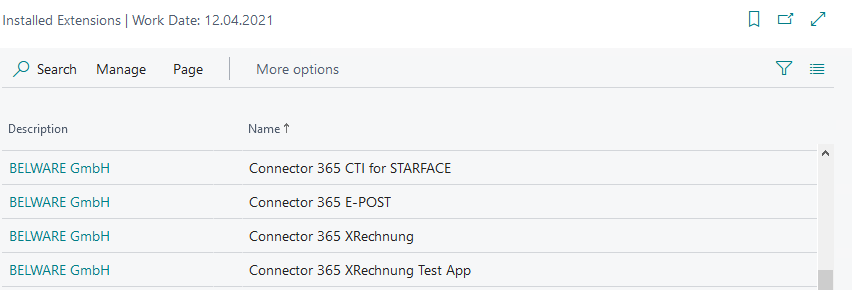 Installed Extensions | Work Date: 12.04.2021
Search Manage Page More options
Description Name↑
BELWARE GmbH Connector 365 CTI for STARFACE
BELWARE GmbH Connector 365 E-POST
BELWARE GmbH Connector 365 XRechnung
BELWARE GmbH Connector 365 XRechnung Test App